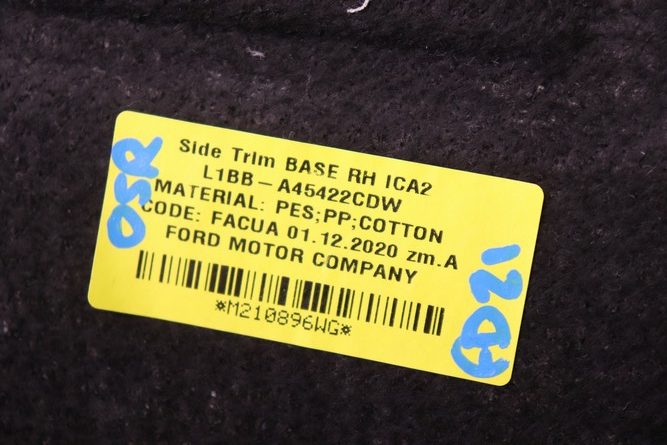 Side Trim BASE RH ICA2
L1BB-A45422CDW
MATERIAL: PES;PP;COTTON
CODE: FACUA 01.12.2020 zm.A
FORD MOTOR COMPANY
*M210896WG*
OSR
AD21